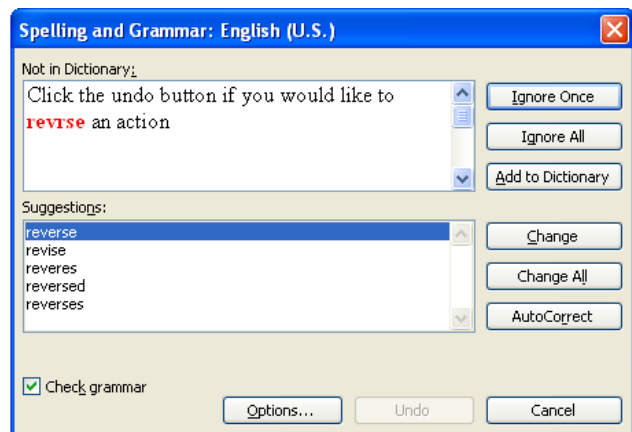 Spelling and Grammar: English (U.S.)
Not in Dictionary:
Click the undo button if you would like to
revrse an action
Ignore Once
Ignore All
Add to Dictionary
Suggestions:
reverse
revise
reveres
reversed
reverses
Change
Change All
AutoCorrect
Check grammar
Options...
Undo
Cancel